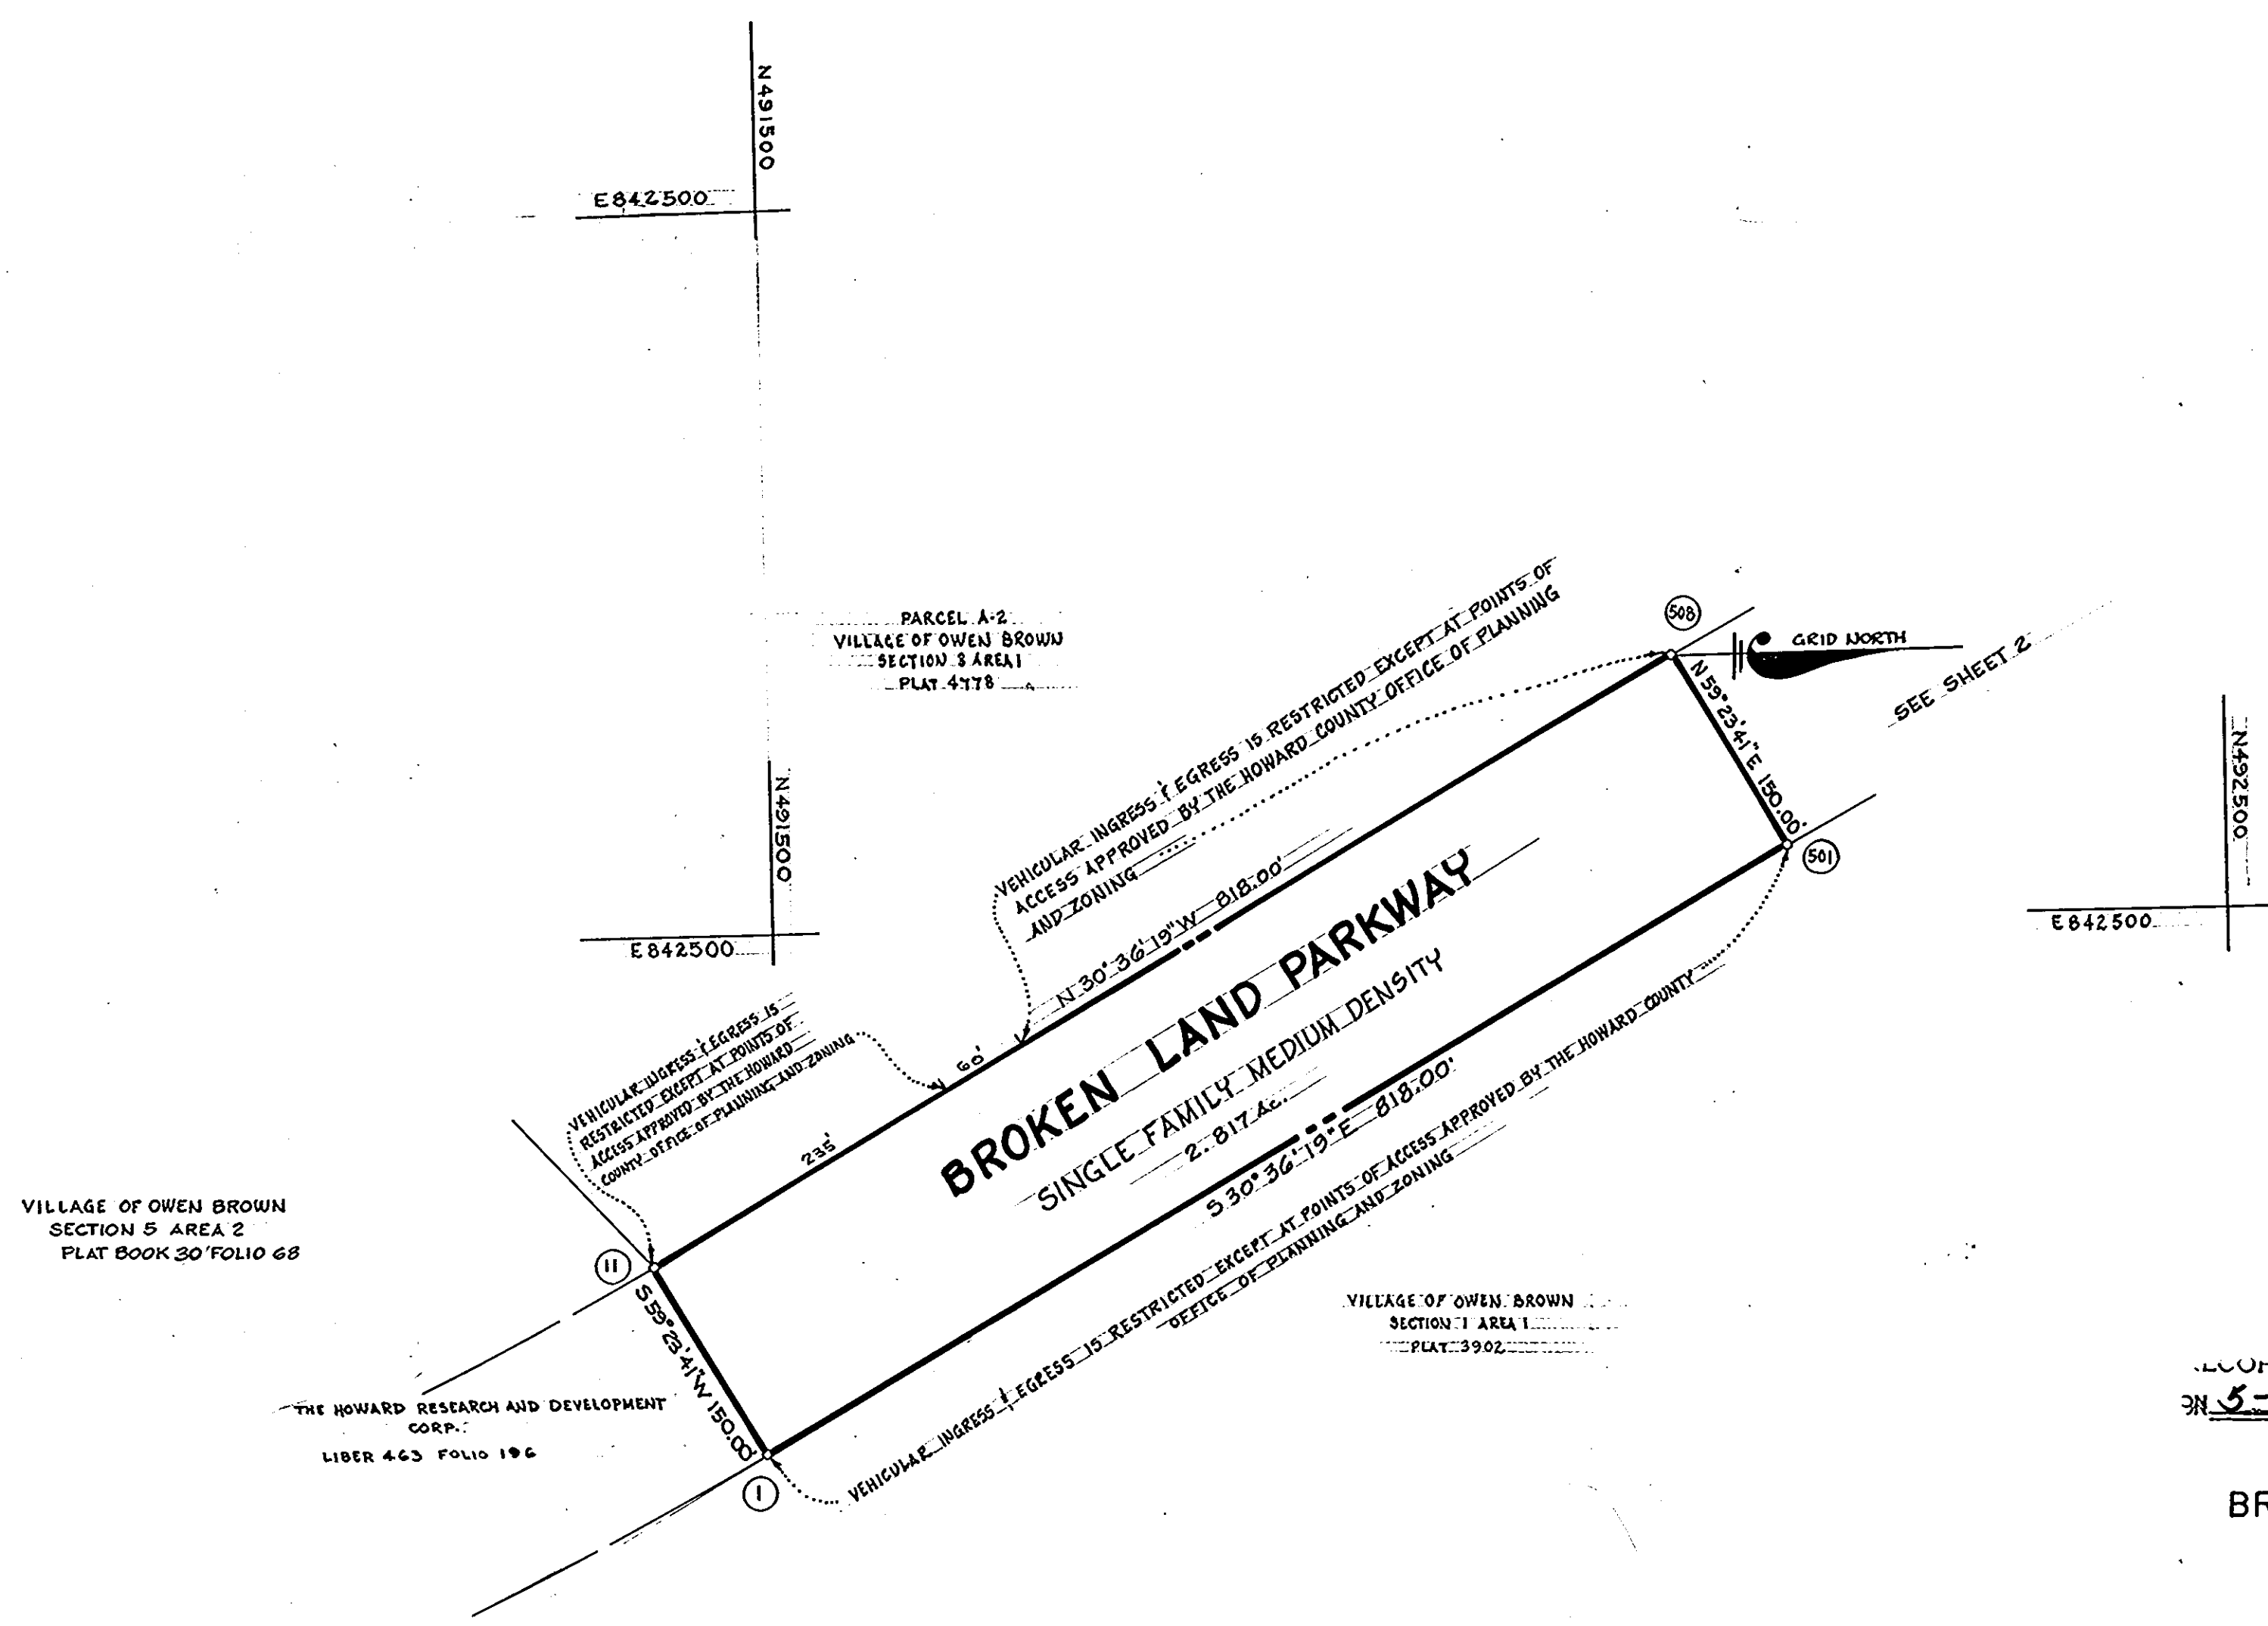 N491500
E842500
PARCEL A-2
VILLAGE OF OWEN BROWN
SECTION 8 AREA 1
PLAT 4778
VEHICULAR INGRESS & EGRESS IS RESTRICTED EXCEPT AT POINTS OF
ACCESS APPROVED BY THE HOWARD COUNTY OFFICE OF PLANNING
AND ZONING
508
GRID NORTH
SEE SHEET 2
N 59° 23' 41" E 150.00'
501
N492500
E842500
N491500
E842500
N 30° 36' 19" W 818.00'
60'
VEHICULAR INGRESS & EGRESS IS
RESTRICTED EXCEPT AT POINTS OF
ACCESS APPROVED BY THE HOWARD
COUNTY OFFICE OF PLANNING AND ZONING
235'
BROKEN LAND PARKWAY
SINGLE FAMILY MEDIUM DENSITY
2.817 Ac.
S 30° 36' 19" E 818.00'
VEHICULAR INGRESS & EGRESS IS RESTRICTED EXCEPT AT POINTS OF ACCESS APPROVED BY THE HOWARD COUNTY
OFFICE OF PLANNING AND ZONING
VILLAGE OF OWEN BROWN
SECTION 5 AREA 2
PLAT BOOK 30 FOLIO 68
11
S 59° 23' 41" W 150.00'
1
VILLAGE OF OWEN BROWN
SECTION 1 AREA 1
PLAT 3902
THE HOWARD RESEARCH AND DEVELOPMENT
CORP.
LIBER 463 FOLIO 196
ON 5-
BR